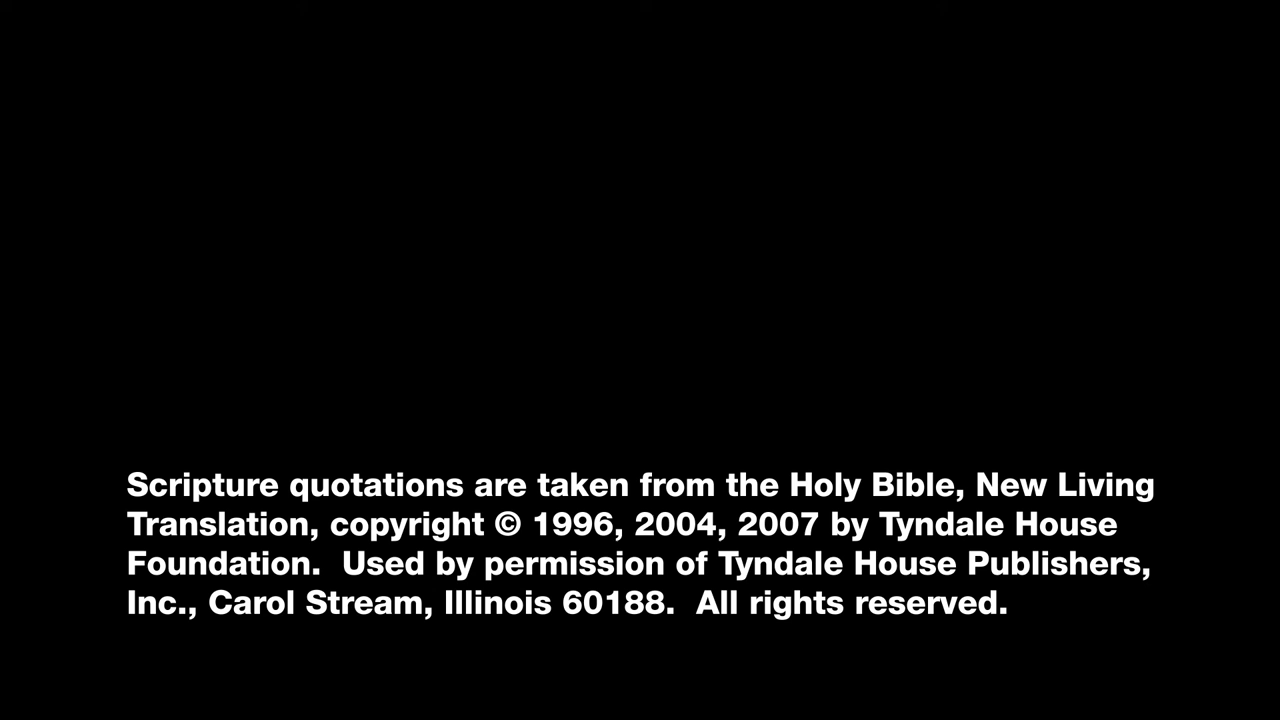 Scripture quotations are taken from the Holy Bible, New Living
Translation, copyright © 1996, 2004, 2007 by Tyndale House
Foundation.  Used by permission of Tyndale House Publishers,
Inc., Carol Stream, Illinois 60188.  All rights reserved.